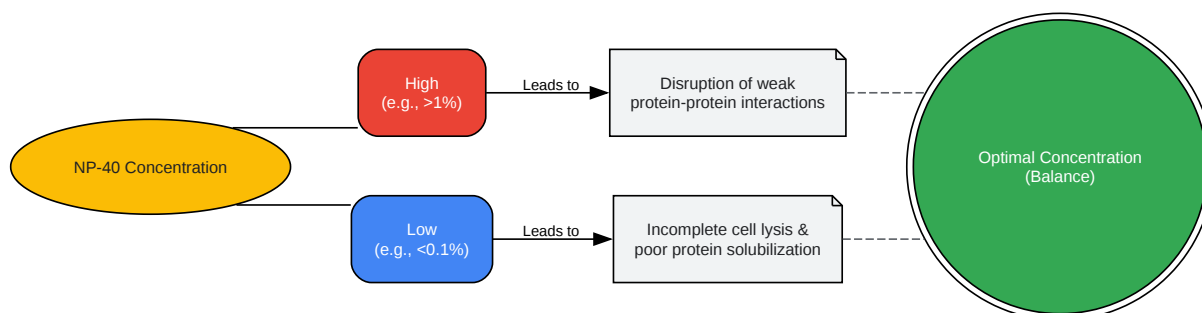 NP-40 Concentration
High
(e.g., >1%)
Leads to
Disruption of weak
protein-protein interactions
Low
(e.g., <0.1%)
Leads to
Incomplete cell lysis &
poor protein solubilization
Optimal Concentration
(Balance)